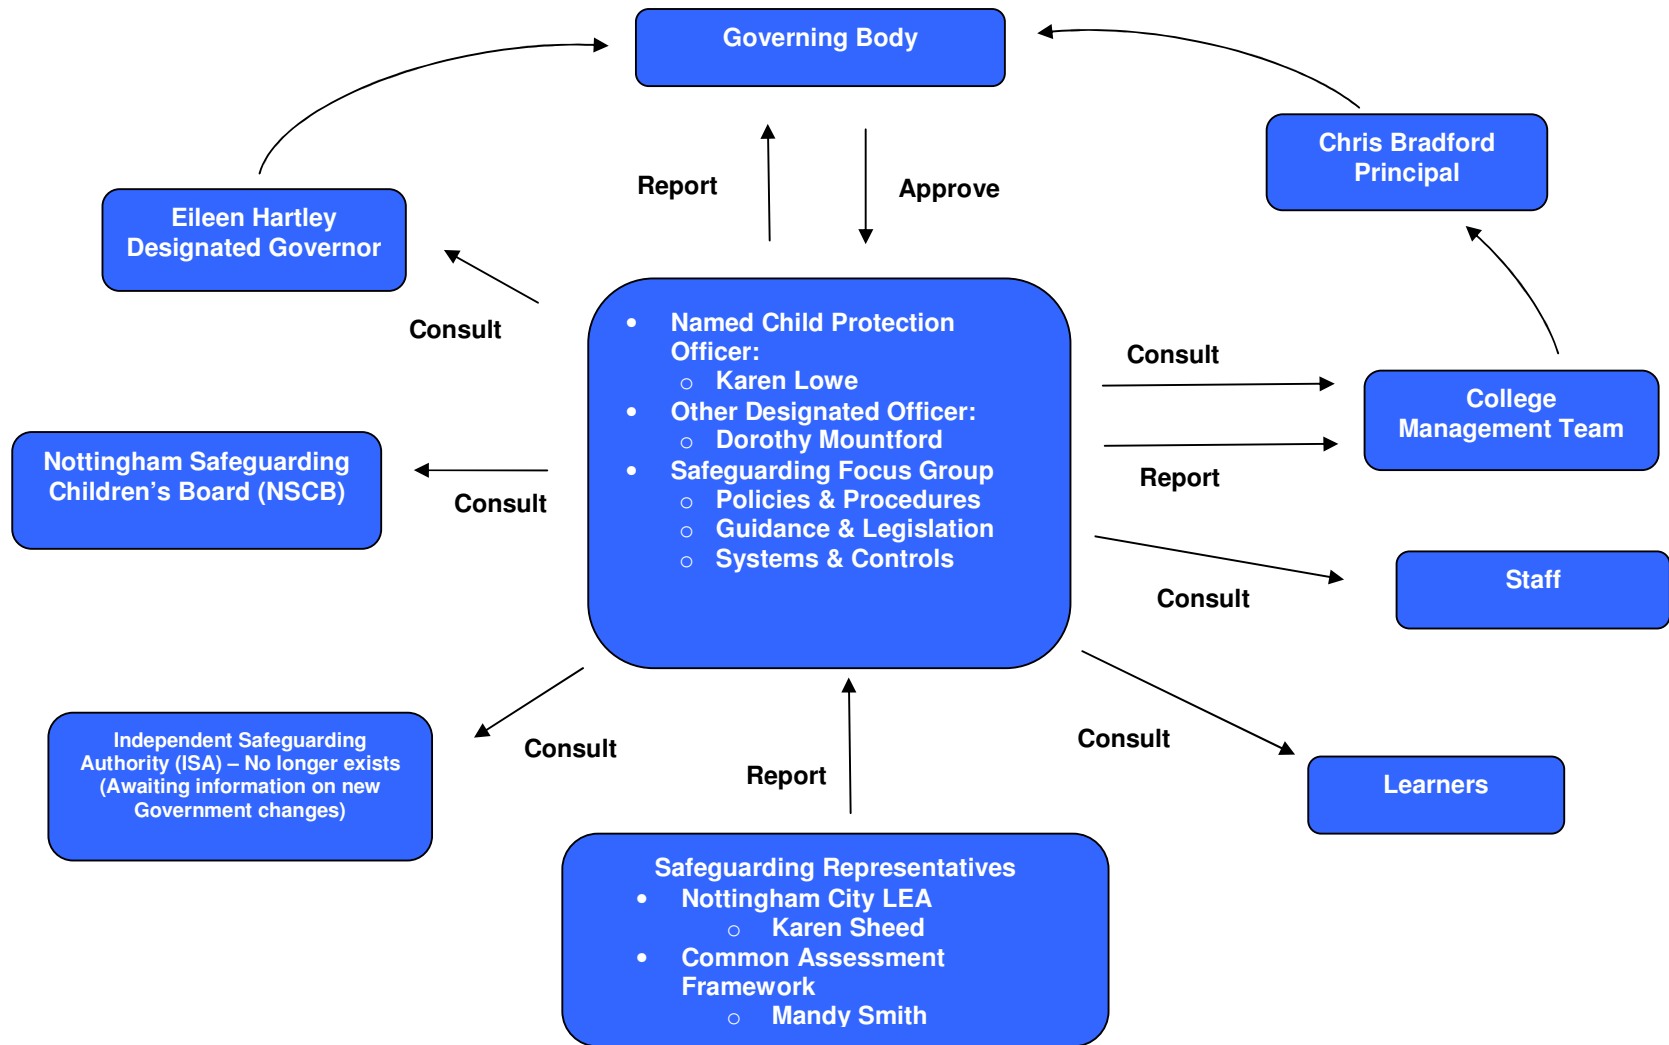 Governing Body
Chris Bradford
Principal
Report
Approve
Eileen Hartley
Designated Governor
Consult
• Named Child Protection
Officer:
o Karen Lowe
• Other Designated Officer:
o Dorothy Mountford
• Safeguarding Focus Group
o Policies & Procedures
o Guidance & Legislation
o Systems & Controls
Consult
College
Management Team
Report
Nottingham Safeguarding
Children’s Board (NSCB)
Consult
Staff
Consult
Independent Safeguarding
Authority (ISA) – No longer exists
(Awaiting information on new
Government changes)
Consult
Report
Consult
Learners
Safeguarding Representatives
• Nottingham City LEA
o Karen Sheed
• Common Assessment
Framework
o Mandy Smith